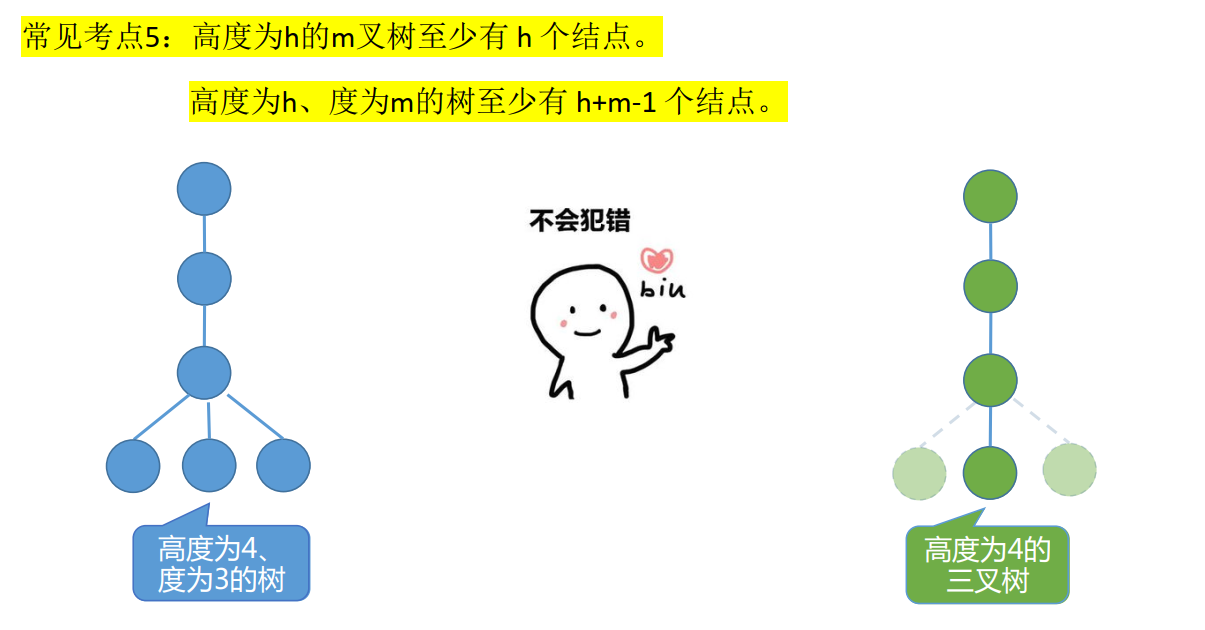 常见考点5：高度为h的m叉树至少有 h 个结点。
高度为h、度为m的树至少有 h+m-1 个结点。
不会犯错
biu
高度为4、
度为3的树
高度为4的
三叉树